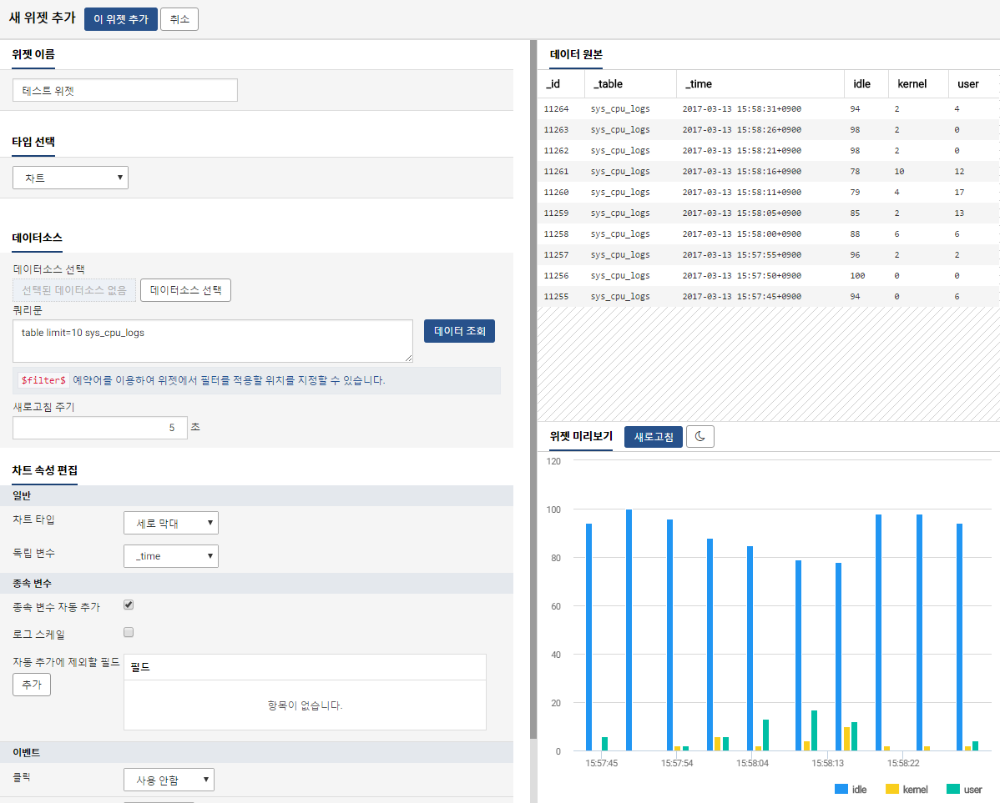 새 위젯 추가 이 위젯 추가 취소
위젯 이름
테스트 위젯
타입 선택
차트
데이터소스
데이터소스 선택
선택된 데이터소스 없음 데이터소스 선택
쿼리문
table limit=10 sys_cpu_logs 데이터 조회
$filter$ 예약어를 이용하여 위젯에서 필터를 적용할 위치를 지정할 수 있습니다.
새로고침 주기
5 초
차트 속성 편집
일반
차트 타입 세로 막대
독립 변수 _time
종속 변수
종속 변수 자동 추가
로그 스케일
자동 추가에 제외할 필드 필드
추가
항목이 없습니다.
이벤트
클릭 사용 안함
데이터 원본
_id _table _time idle kernel user
11264 sys_cpu_logs 2017-03-13 15:58:31+0900 94 2 4
11263 sys_cpu_logs 2017-03-13 15:58:26+0900 98 2 0
11262 sys_cpu_logs 2017-03-13 15:58:21+0900 98 2 0
11261 sys_cpu_logs 2017-03-13 15:58:16+0900 78 10 12
11260 sys_cpu_logs 2017-03-13 15:58:11+0900 79 4 17
11259 sys_cpu_logs 2017-03-13 15:58:05+0900 85 2 13
11258 sys_cpu_logs 2017-03-13 15:58:00+0900 88 6 6
11257 sys_cpu_logs 2017-03-13 15:57:55+0900 96 2 2
11256 sys_cpu_logs 2017-03-13 15:57:50+0900 100 0 0
11255 sys_cpu_logs 2017-03-13 15:57:45+0900 94 0 6
위젯 미리보기 새로고침
120
100
80
60
40
20
0
15:57:45 15:57:54 15:58:04 15:58:13 15:58:22
idle kernel user